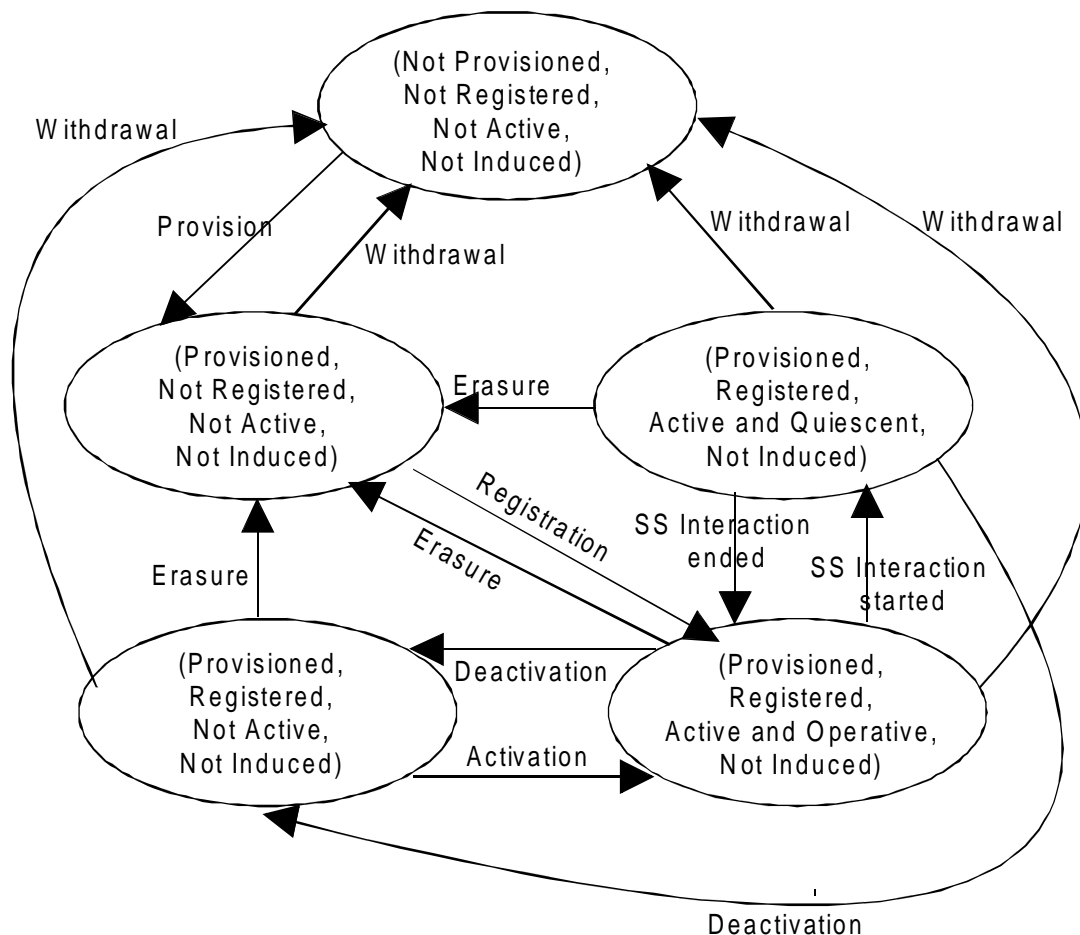 (Not Provisioned,
Not Registered,
Not Active,
Not Induced)
Withdrawal
Provision
Withdrawal
Withdrawal
Withdrawal
(Provisioned,
Not Registered,
Not Active,
Not Induced)
Erasure
(Provisioned,
Registered,
Active and Quiescent,
Not Induced)
Registration
Erasure
SS Interaction
ended
SS Interaction
started
Erasure
(Provisioned,
Registered,
Not Active,
Not Induced)
Deactivation
Activation
(Provisioned,
Registered,
Active and Operative,
Not Induced)
Deactivation